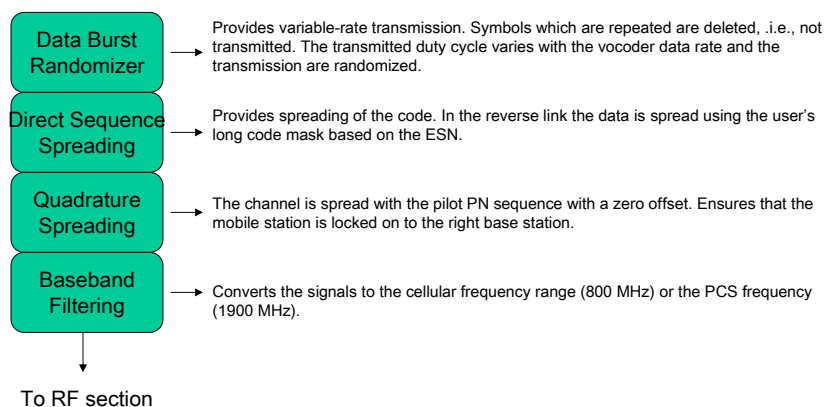 Data Burst
Randomizer
Provides variable-rate transmission. Symbols which are repeated are deleted, .i.e., not
transmitted. The transmitted duty cycle varies with the vocoder data rate and the
transmission are randomized.
Direct Sequence
Spreading
Provides spreading of the code. In the reverse link the data is spread using the user’s
long code mask based on the ESN.
Quadrature
Spreading
The channel is spread with the pilot PN sequence with a zero offset. Ensures that the
mobile station is locked on to the right base station.
Baseband
Filtering
Converts the signals to the cellular frequency range (800 MHz) or the PCS frequency
(1900 MHz).
To RF section